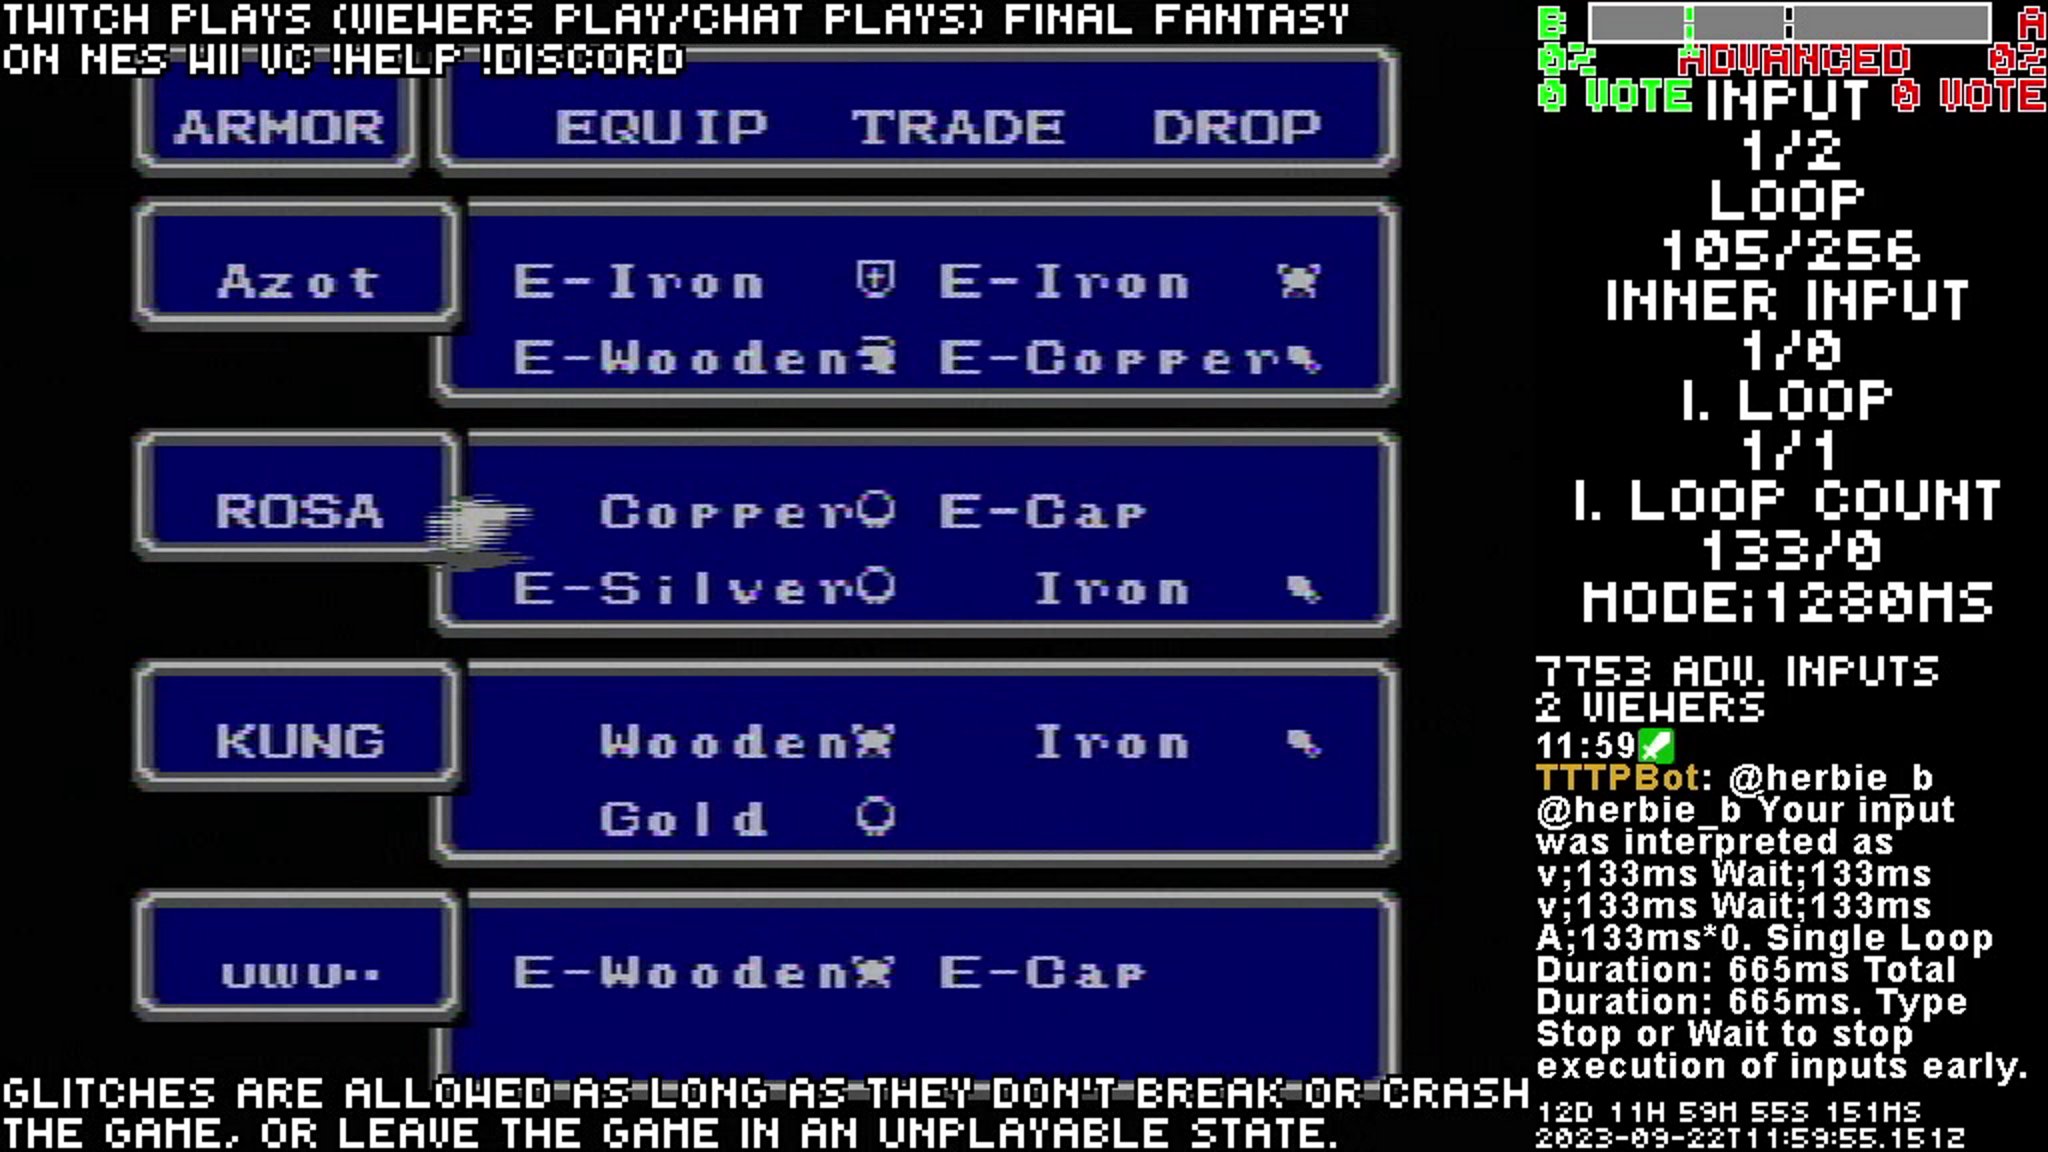 TWITCH PLAYS (VIEWERS PLAY/CHAT PLAYS) FINAL FANTASY
ON NES WII VC !HELP !DISCORD
ARMOR
EQUIP TRADE DROP
Azot
E-Iron E-Iron
E-Wooden E-Copper
ROSA
Copper E-Cap
E-Silver Iron
KUNG
Wooden Iron
Gold
uwu··
E-Wooden E-Cap
GLITCHES ARE ALLOWED AS LONG AS THEY DON'T BREAK OR CRASH
THE GAME, OR LEAVE THE GAME IN AN UNPLAYABLE STATE.
B A
0% ADVANCED 0%
0 VOTE INPUT 0 VOTE
1/2
LOOP
105/256
INNER INPUT
1/0
I. LOOP
1/1
I. LOOP COUNT
133/0
MODE:1280MS
7753 ADV. INPUTS
2 VIEWERS
11:59
TTTPBot: @herbie_b
@herbie_b Your input
was interpreted as
v;133ms Wait;133ms
v;133ms Wait;133ms
A;133ms*0. Single Loop
Duration: 665ms Total
Duration: 665ms. Type
Stop or Wait to stop
execution of inputs early.
12D 11H 59M 55S 151MS
2023-09-22T11:59:55.151Z